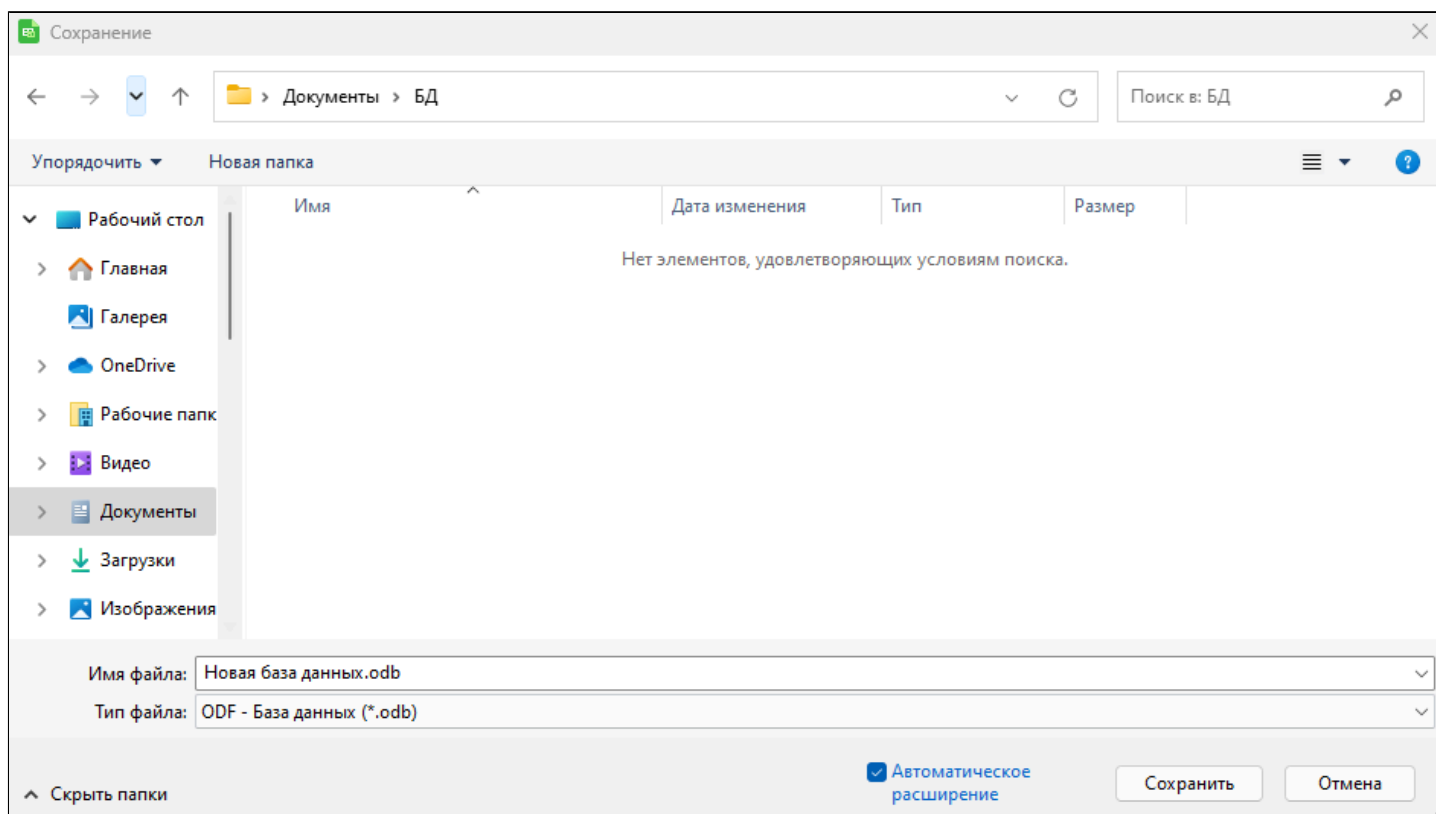 Сохранение
Документы › БД
Поиск в: БД
Упорядочить Новая папка
Имя Дата изменения Тип Размер
Нет элементов, удовлетворяющих условиям поиска.
Рабочий стол
Главная
Галерея
OneDrive
Рабочие папк
Видео
Документы
Загрузки
Изображения
Имя файла: Новая база данных.odb
Тип файла: ODF - База данных (*.odb)
Скрыть папки
Автоматическое
расширение
Сохранить Отмена